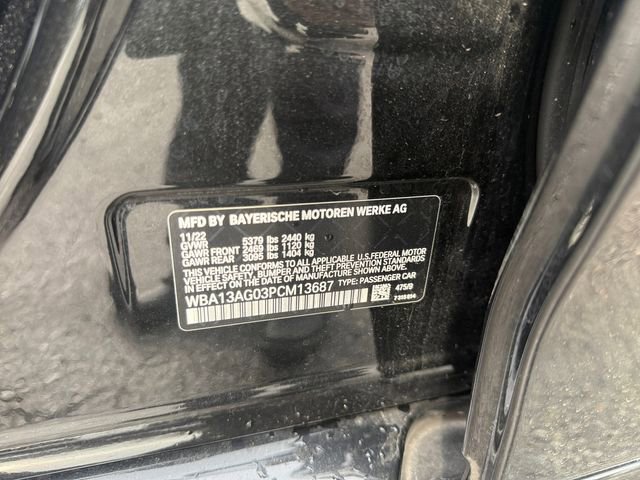 MFD BY BAYERISCHE MOTOREN WERKE AG
11/22
GVWR 5379 lbs 2440 kg
GAWR FRONT 2469 lbs 1120 kg
GAWR REAR 3095 lbs 1404 kg
THIS VEHICLE CONFORMS TO ALL APPLICABLE U.S. FEDERAL MOTOR
VEHICLE SAFETY, BUMPER AND THEFT PREVENTION STANDARDS
IN EFFECT ON THE DATE OF MANUFACTURE SHOWN ABOVE.
WBA13AG03PCM13687 TYPE: PASSENGER CAR
475/9